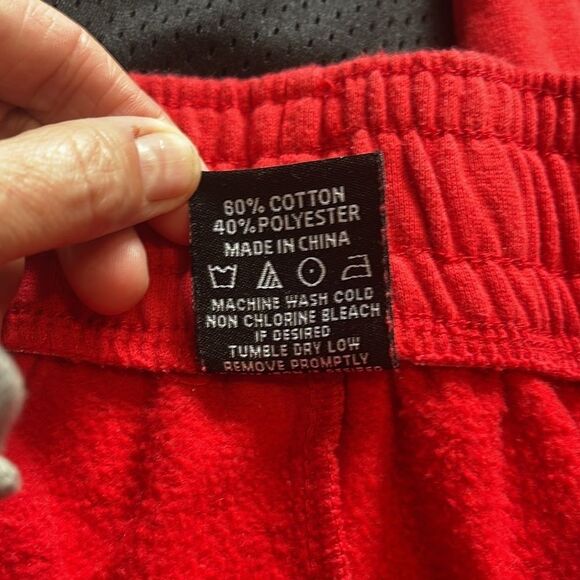 60% COTTON
40% POLYESTER
MADE IN CHINA
MACHINE WASH COLD
NON CHLORINE BLEACH
IF DESIRED
TUMBLE DRY LOW
REMOVE PROMPTLY